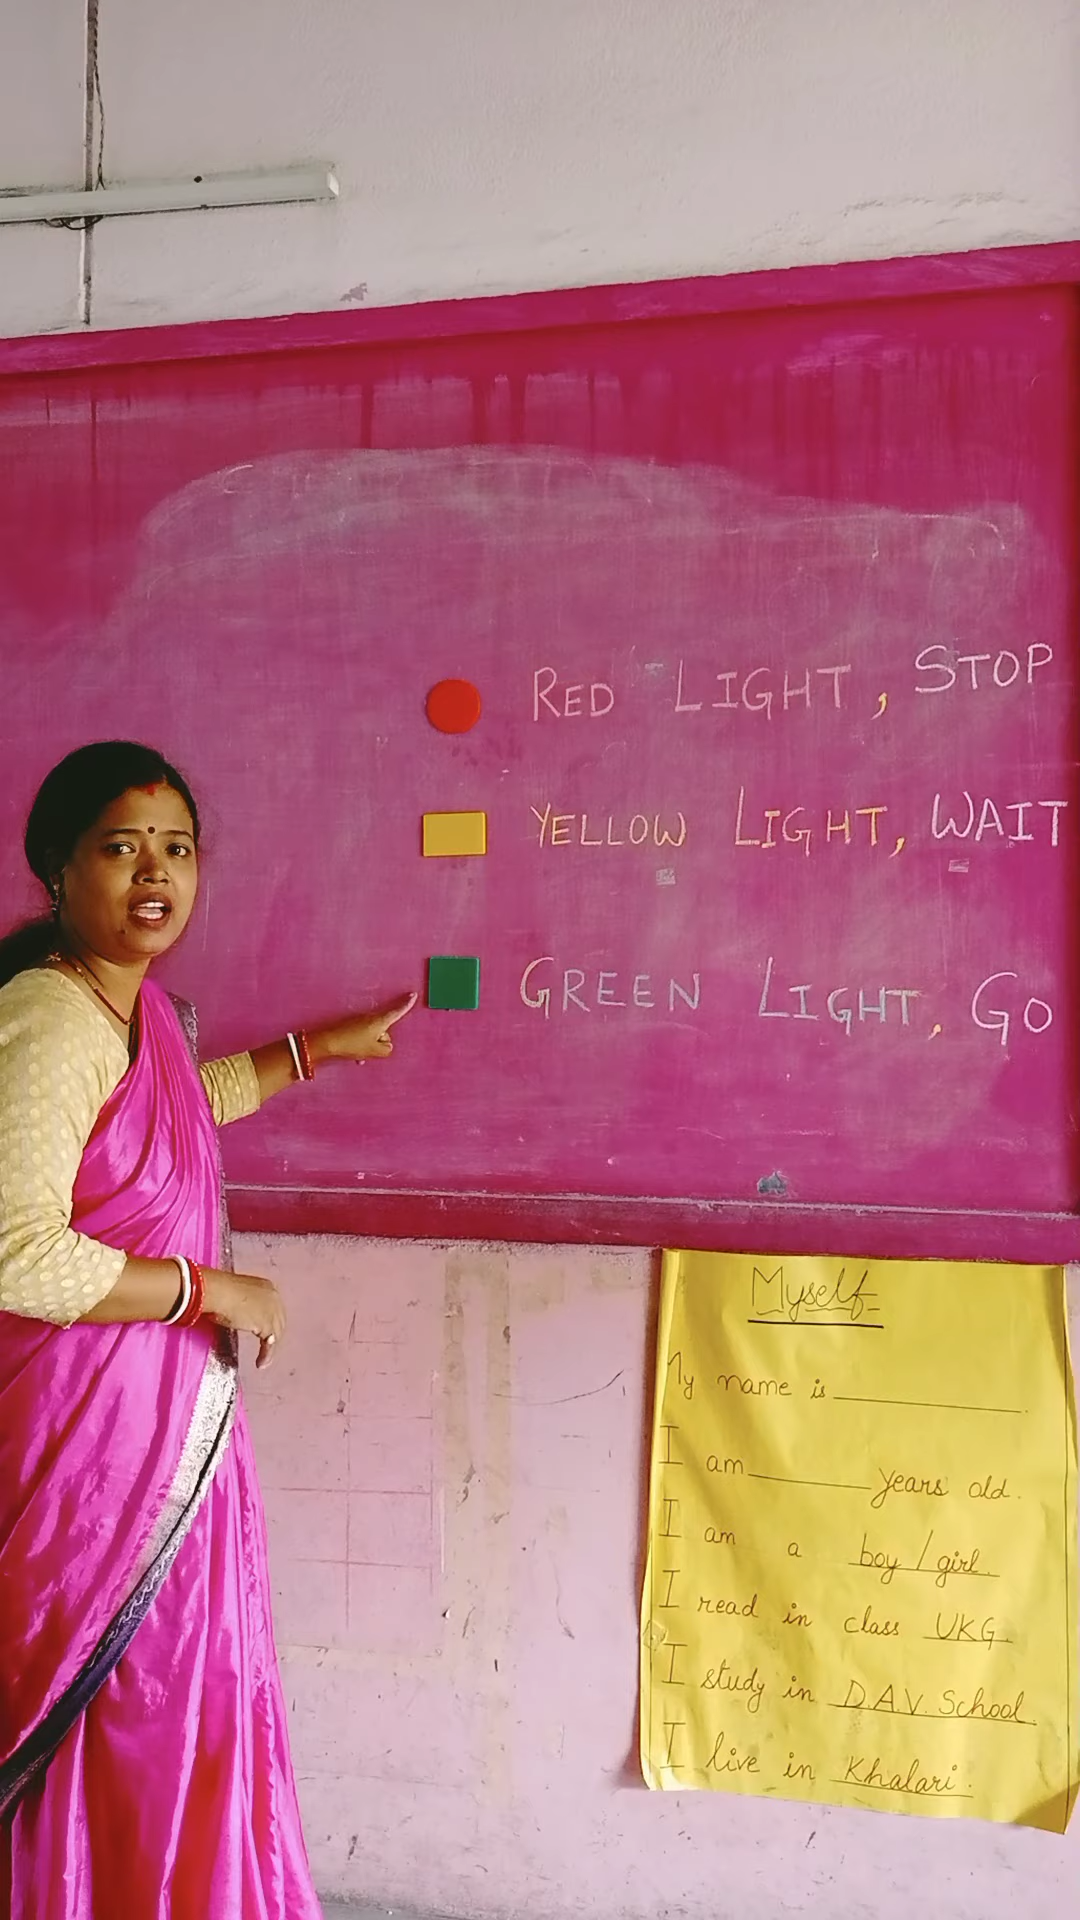 RED LIGHT, STOP
YELLOW LIGHT, WAIT
GREEN LIGHT, GO
Myself
My name is
I am years old.
I am a boy / girl.
I read in class UKG.
I study in D.A.V. School.
I live in Khalari.